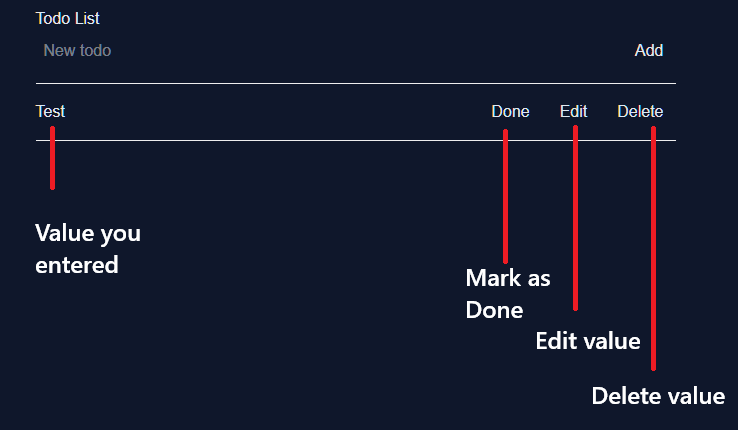 Todo List
New todo Add
Test Done Edit Delete
Value you
entered
Mark as
Done
Edit value
Delete value